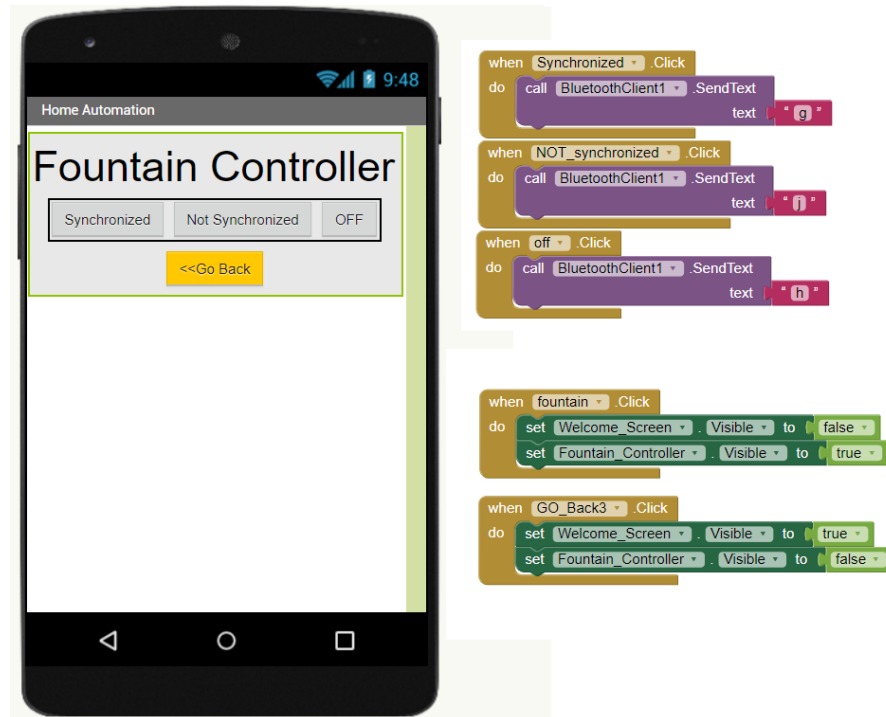 9:48
Home Automation
Fountain Controller
Synchronized Not Synchronized OFF
<<Go Back
when Synchronized .Click
do call BluetoothClient1 .SendText
text "g"
when NOT_synchronized .Click
do call BluetoothClient1 .SendText
text "j"
when off .Click
do call BluetoothClient1 .SendText
text "h"
when fountain .Click
do set Welcome_Screen . Visible to false
set Fountain_Controller . Visible to true
when GO_Back3 .Click
do set Welcome_Screen . Visible to true
set Fountain_Controller . Visible to false